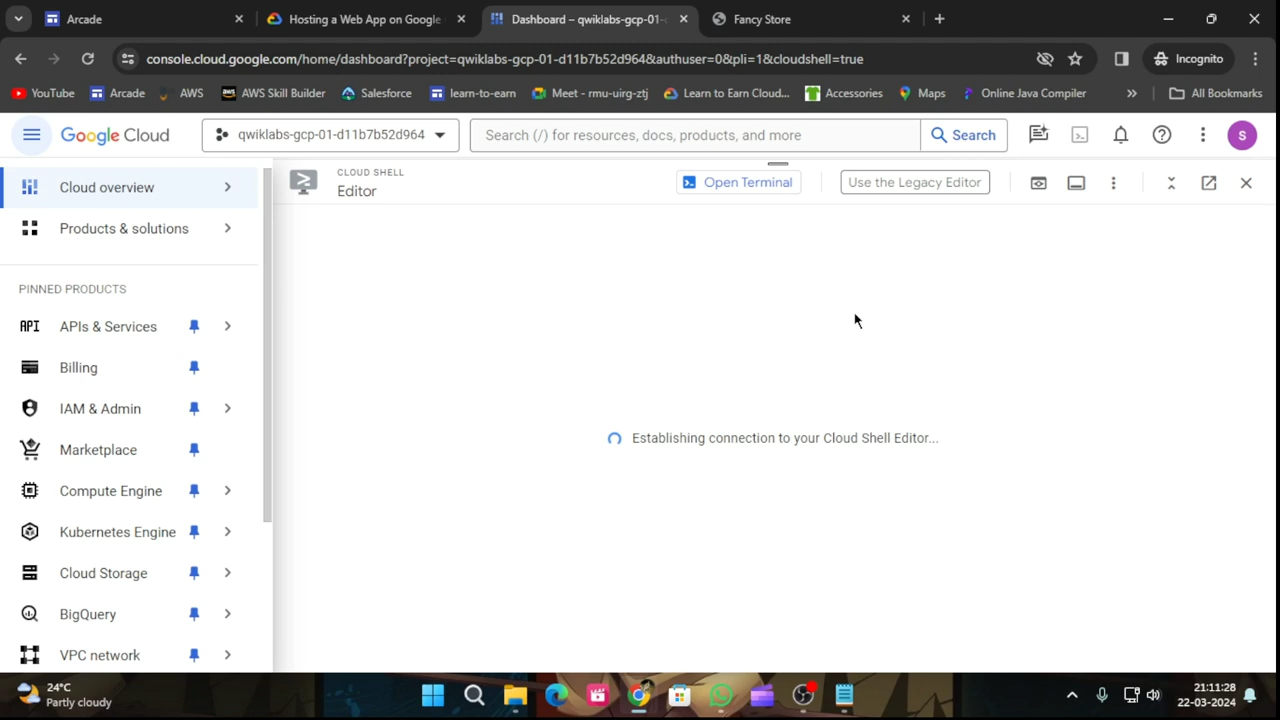 Arcade
Hosting a Web App on Google
Dashboard – qwiklabs-gcp-01-
Fancy Store
console.cloud.google.com/home/dashboard?project=qwiklabs-gcp-01-d11b7b52d964&authuser=0&pli=1&cloudshell=true
Incognito
YouTube
Arcade
AWS
AWS Skill Builder
Salesforce
learn-to-earn
Meet - rmu-uirg-ztj
Learn to Earn Cloud...
Accessories
Maps
Online Java Compiler
All Bookmarks
Google Cloud
qwiklabs-gcp-01-d11b7b52d964
Search (/) for resources, docs, products, and more
Search
S
Cloud overview
Products & solutions
PINNED PRODUCTS
API APIs & Services
Billing
IAM & Admin
Marketplace
Compute Engine
Kubernetes Engine
Cloud Storage
BigQuery
VPC network
CLOUD SHELL
Editor
Open Terminal
Use the Legacy Editor
Establishing connection to your Cloud Shell Editor...
24°C
Partly cloudy
21:11:28
22-03-2024